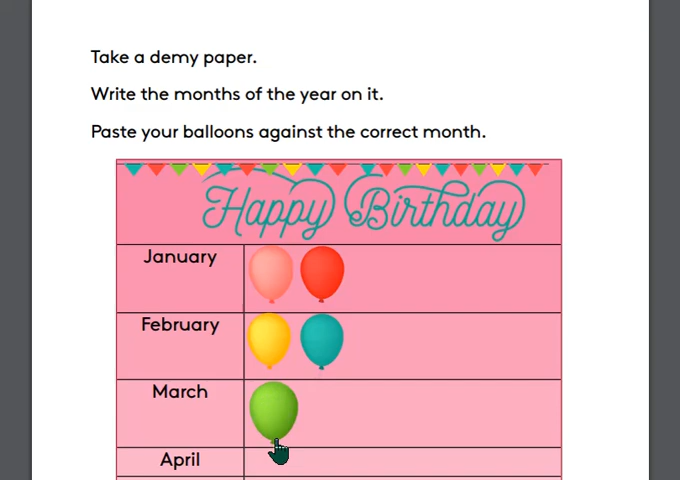 Take a demy paper.
Write the months of the year on it.
Paste your balloons against the correct month.
Happy Birthday
January
February
March
April